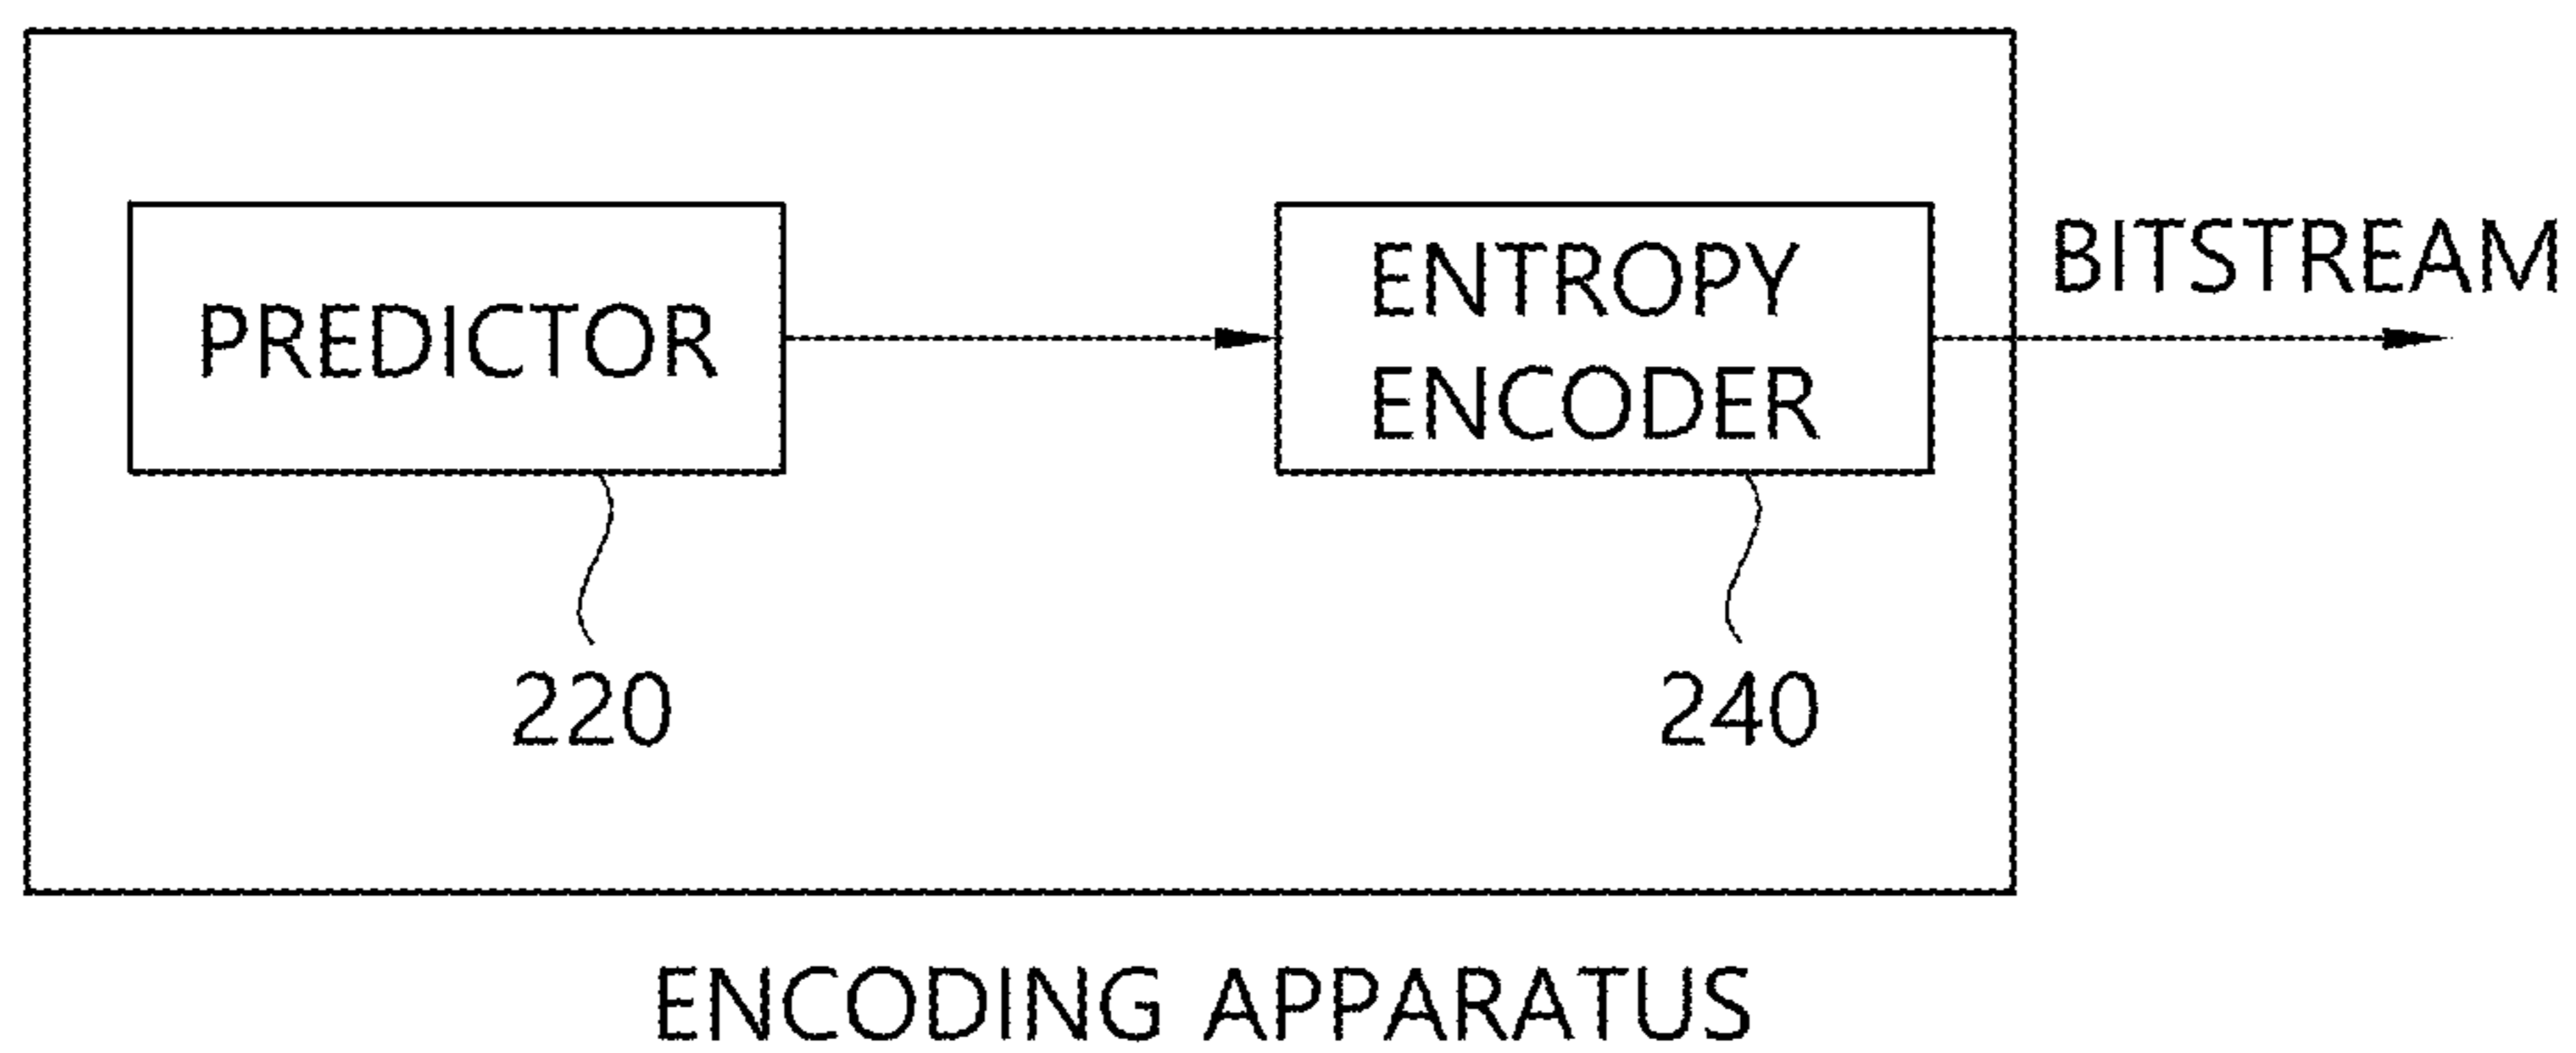 PREDICTOR
ENTROPY
ENCODER
BITSTREAM
220
240
ENCODING APPARATUS